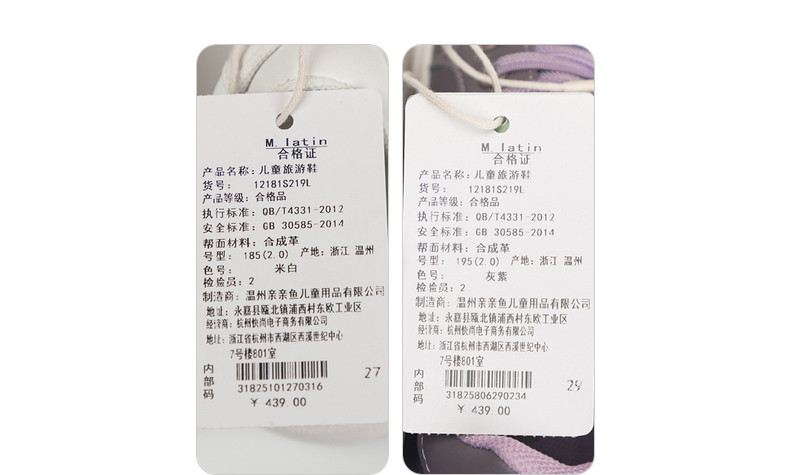 M. latin
合格证
产品名称：儿童旅游鞋
货号： 12181S219L
产品等级：合格品
执行标准：QB/T4331-2012
安全标准：GB 30585-2014
帮面材料：合成革
号型： 185(2.0) 产地：浙江 温州
色号： 米白
检验员：2
制造商：温州亲亲鱼儿童用品有限公司
地址：永嘉县瓯北镇浦西村东欧工业区
经销商：杭州快尚电子商务有限公司
地址：浙江省杭州市西湖区西溪世纪中心
7号楼801室
内部码
31825101270316
27
¥ 439.00
M. latin
合格证
产品名称：儿童旅游鞋
货号： 12181S219L
产品等级：合格品
执行标准：QB/T4331-2012
安全标准：GB 30585-2014
帮面材料：合成革
号型： 195(2.0) 产地：浙江 温州
色号： 灰紫
检验员：2
制造商：温州亲亲鱼儿童用品有限公司
地址：永嘉县瓯北镇浦西村东欧工业区
经销商：杭州快尚电子商务有限公司
地址：浙江省杭州市西湖区西溪世纪中心
7号楼801室
内部码
31825806290234
29
¥ 439.00